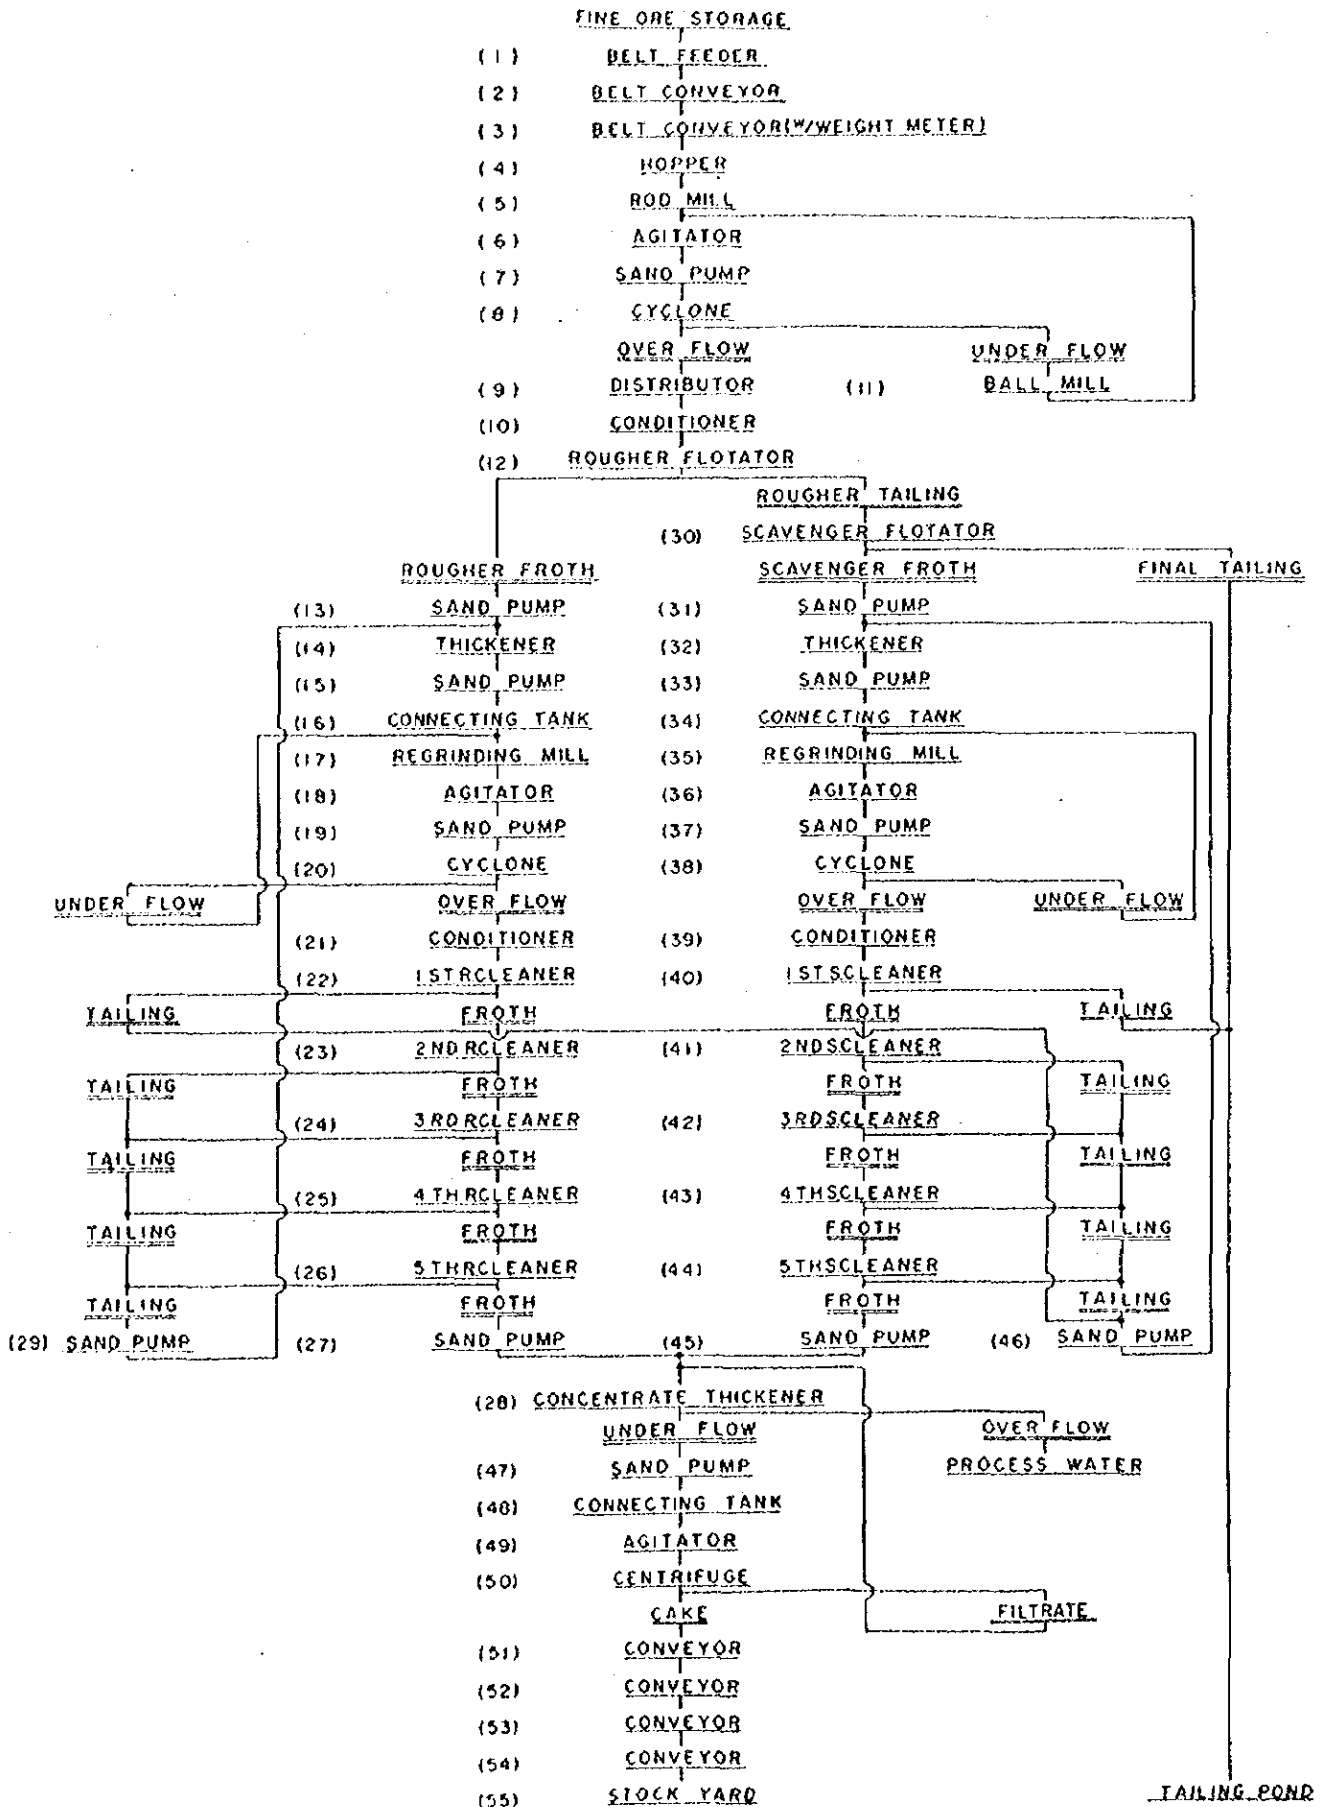 FINE ORE STORAGE
(1) BELT FEEDER
(2) BELT CONVEYOR
(3) BELT CONVEYOR(W/WEIGHT METER)
(4) HOPPER
(5) ROD MILL
(6) AGITATOR
(7) SAND PUMP
(8) CYCLONE
OVER FLOW UNDER FLOW
(9) DISTRIBUTOR (11) BALL MILL
(10) CONDITIONER
(12) ROUGHER FLOTATOR
ROUGHER TAILING
(30) SCAVENGER FLOTATOR
ROUGHER FROTH SCAVENGER FROTH FINAL TAILING
(13) SAND PUMP (31) SAND PUMP
(14) THICKENER (32) THICKENER
(15) SAND PUMP (33) SAND PUMP
(16) CONNECTING TANK (34) CONNECTING TANK
(17) REGRINDING MILL (35) REGRINDING MILL
(18) AGITATOR (36) AGITATOR
(19) SAND PUMP (37) SAND PUMP
(20) CYCLONE (38) CYCLONE
UNDER FLOW OVER FLOW OVER FLOW UNDER FLOW
(21) CONDITIONER (39) CONDITIONER
(22) 1STRCLEANER (40) 1STSCLEANER
TAILING FROTH FROTH TAILING
(23) 2NDRCLEANER (41) 2NDSCLEANER
TAILING FROTH FROTH TAILING
(24) 3RDRCLEANER (42) 3RDSCLEANER
TAILING FROTH FROTH TAILING
(25) 4THRCLEANER (43) 4THSCLEANER
TAILING FROTH FROTH TAILING
(26) 5THRCLEANER (44) 5THSCLEANER
TAILING FROTH FROTH TAILING
(29) SAND PUMP (27) SAND PUMP (45) SAND PUMP (46) SAND PUMP
(28) CONCENTRATE THICKENER
UNDER FLOW OVER FLOW
(47) SAND PUMP PROCESS WATER
(48) CONNECTING TANK
(49) AGITATOR
(50) CENTRIFUGE
CAKE FILTRATE
(51) CONVEYOR
(52) CONVEYOR
(53) CONVEYOR
(54) CONVEYOR
(55) STOCK YARD TAILING POND